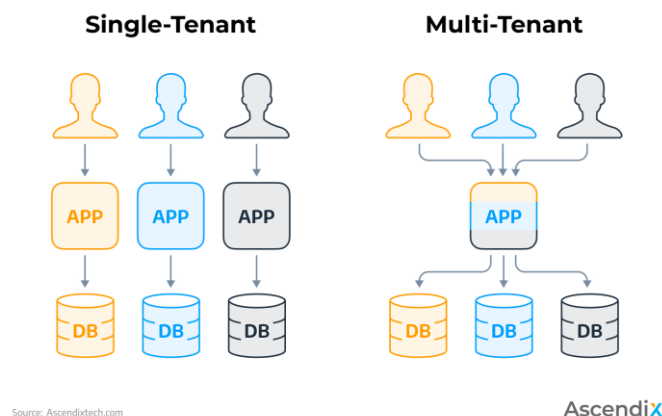 Single-Tenant
Multi-Tenant
APP
APP
APP
APP
DB
DB
DB
DB
DB
DB
Source: Ascendixtech.com
Ascendix